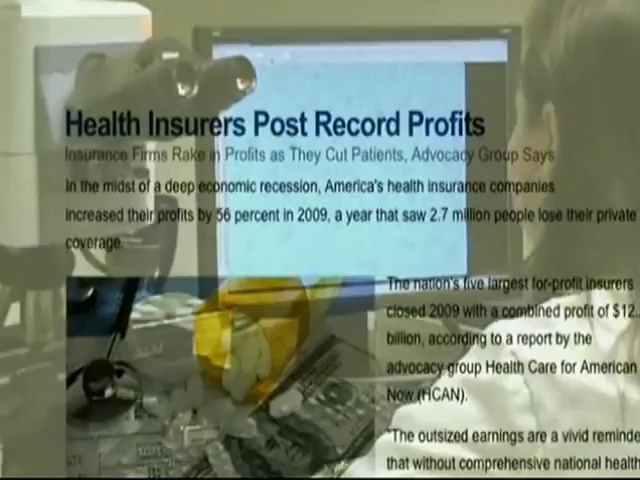 Health Insurers Post Record Profits
Insurance Firms Rake in Profits as They Cut Patients, Advocacy Group Says
In the midst of a deep economic recession, America's health insurance companies
increased their profits by 56 percent in 2009, a year that saw 2.7 million people lose their private
coverage.
The nation's five largest for-profit insurers
closed 2009 with a combined profit of $12.
billion, according to a report by the
advocacy group Health Care for American
Now (HCAN).
"The outsized earnings are a vivid reminde
that without comprehensive national health